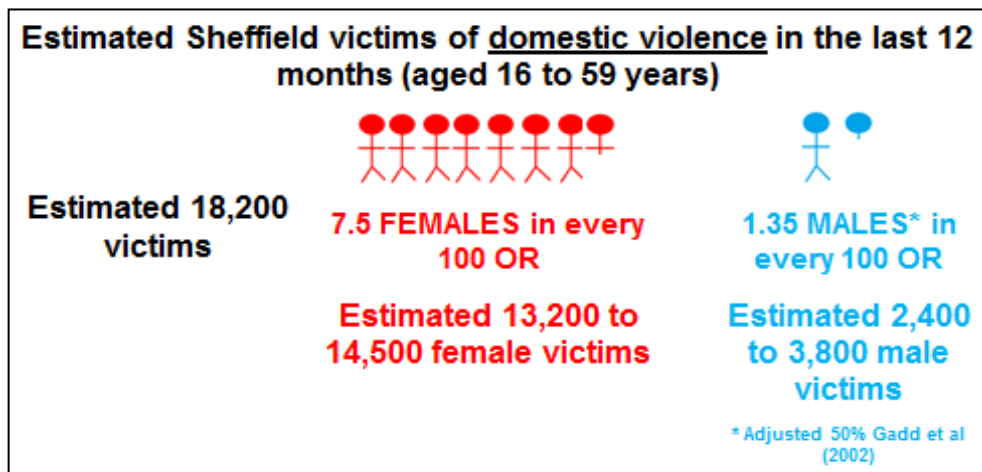 Estimated Sheffield victims of domestic violence in the last 12
months (aged 16 to 59 years)
Estimated 18,200
victims
7.5 FEMALES in every
100 OR
Estimated 13,200 to
14,500 female victims
1.35 MALES* in
every 100 OR
Estimated 2,400
to 3,800 male
victims
* Adjusted 50% Gadd et al
(2002)